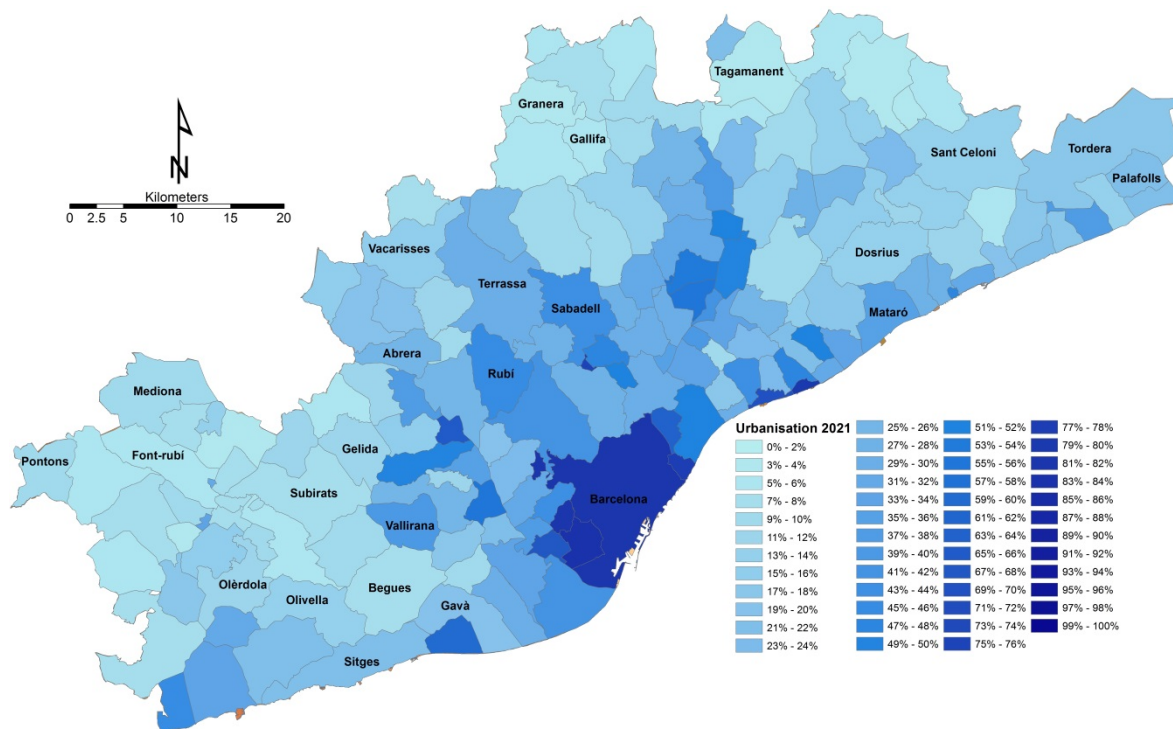 Tagamanent
Granera
Gallifa
Sant Celoni
Tordera
Palafolls
N
Kilometers
0 2.5 5 10 15 20
Vacarisses
Dosrius
Terrassa
Sabadell
Mataró
Abrera
Rubí
Mediona
Gelida
Font-rubí
Pontons
Subirats
Barcelona
Vallirana
Olèrdola
Begues
Olivella
Gavà
Sitges
Urbanisation 2021
0% - 2%
3% - 4%
5% - 6%
7% - 8%
9% - 10%
11% - 12%
13% - 14%
15% - 16%
17% - 18%
19% - 20%
21% - 22%
23% - 24%
25% - 26%
27% - 28%
29% - 30%
31% - 32%
33% - 34%
35% - 36%
37% - 38%
39% - 40%
41% - 42%
43% - 44%
45% - 46%
47% - 48%
49% - 50%
51% - 52%
53% - 54%
55% - 56%
57% - 58%
59% - 60%
61% - 62%
63% - 64%
65% - 66%
67% - 68%
69% - 70%
71% - 72%
73% - 74%
75% - 76%
77% - 78%
79% - 80%
81% - 82%
83% - 84%
85% - 86%
87% - 88%
89% - 90%
91% - 92%
93% - 94%
95% - 96%
97% - 98%
99% - 100%